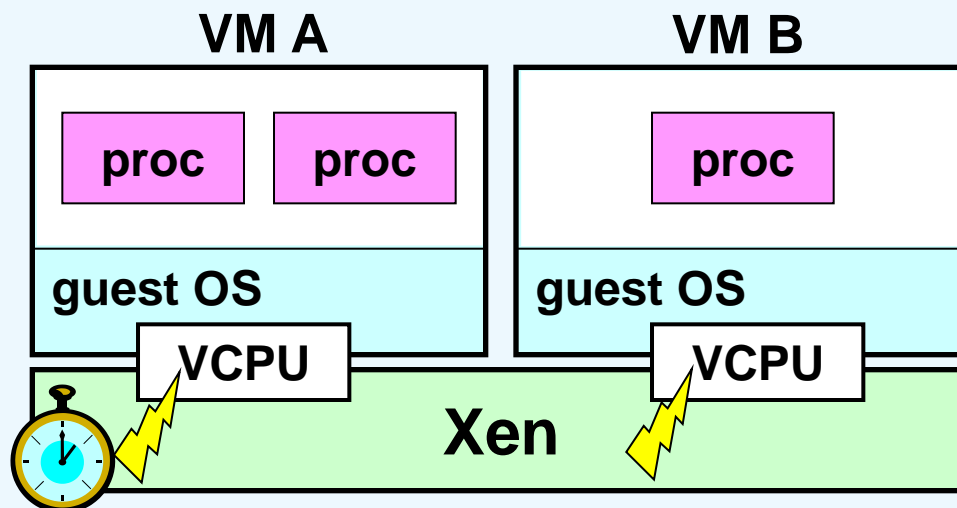 VM A
VM B
proc
proc
proc
guest OS
guest OS
VCPU
VCPU
Xen